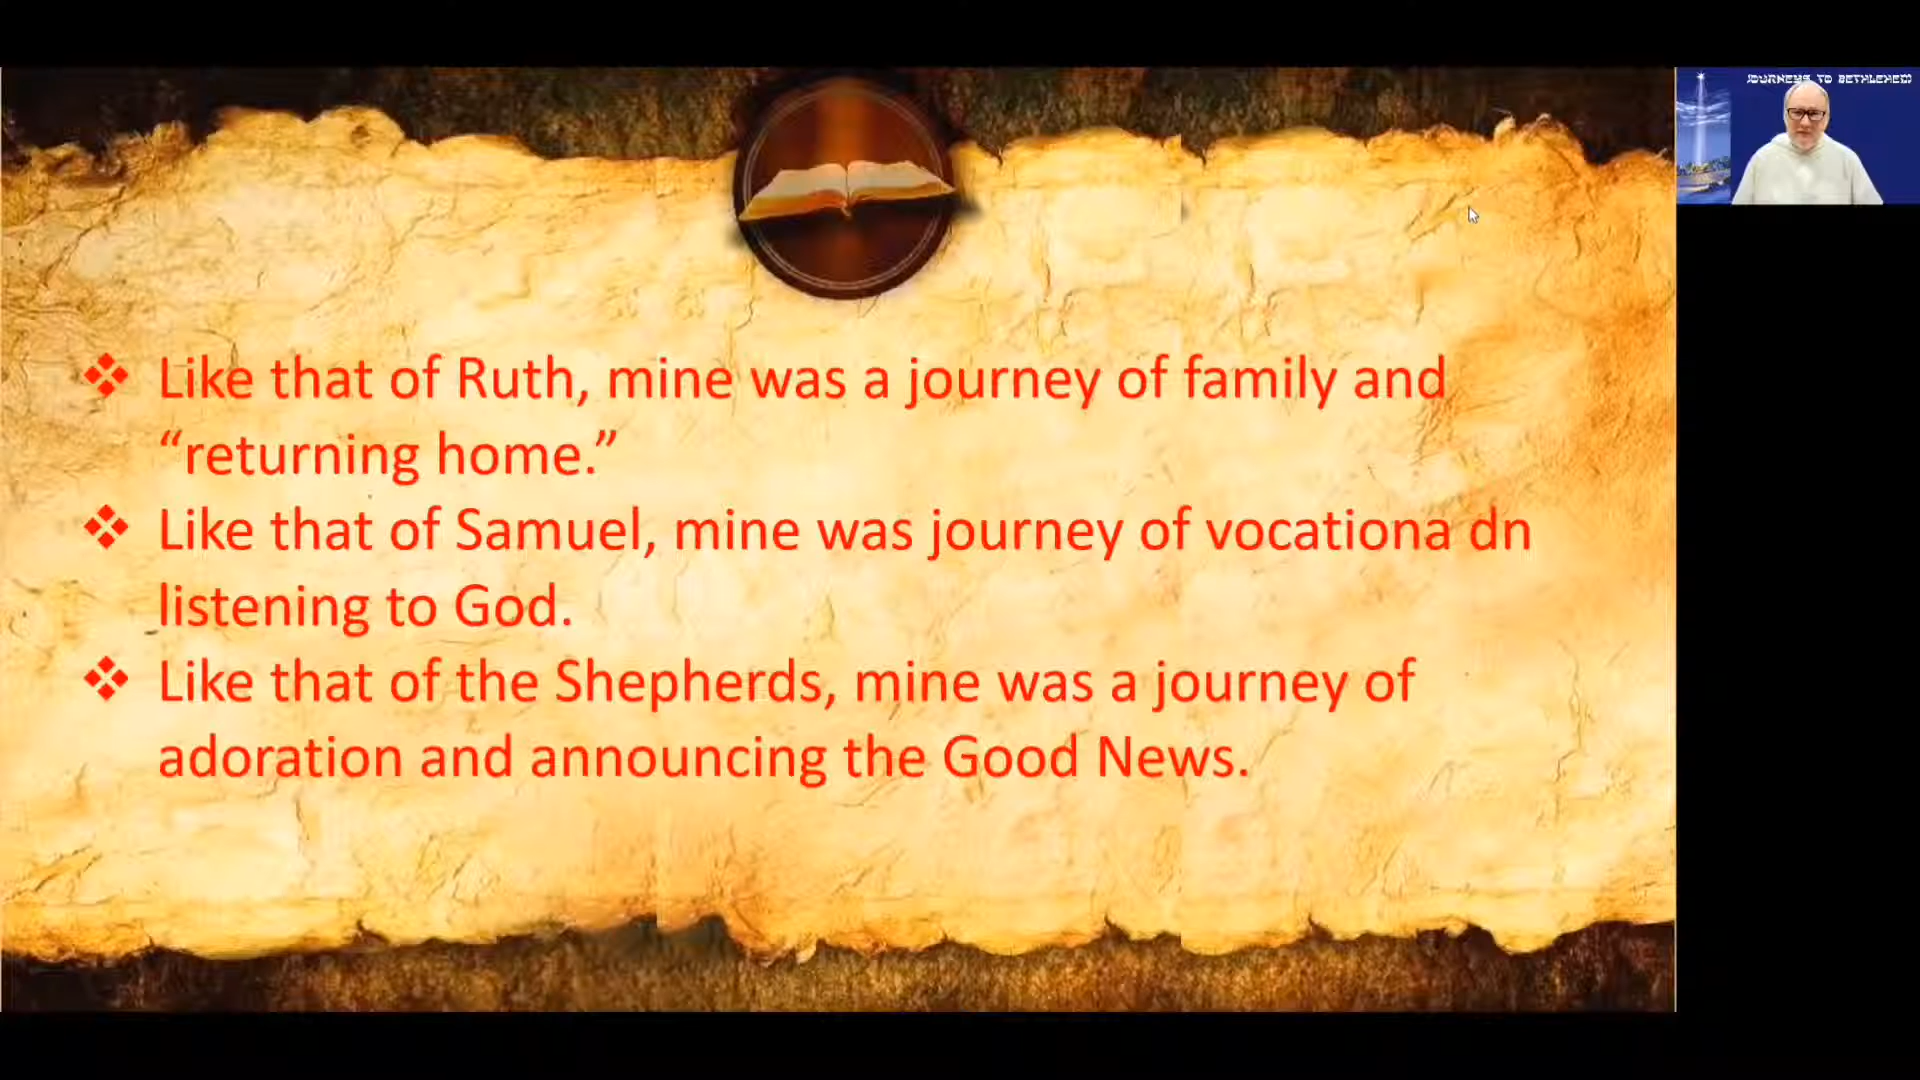 JOURNEYS TO BETHLEHEM
❖ Like that of Ruth, mine was a journey of family and
“returning home.”
❖ Like that of Samuel, mine was journey of vocationa dn
listening to God.
❖ Like that of the Shepherds, mine was a journey of
adoration and announcing the Good News.